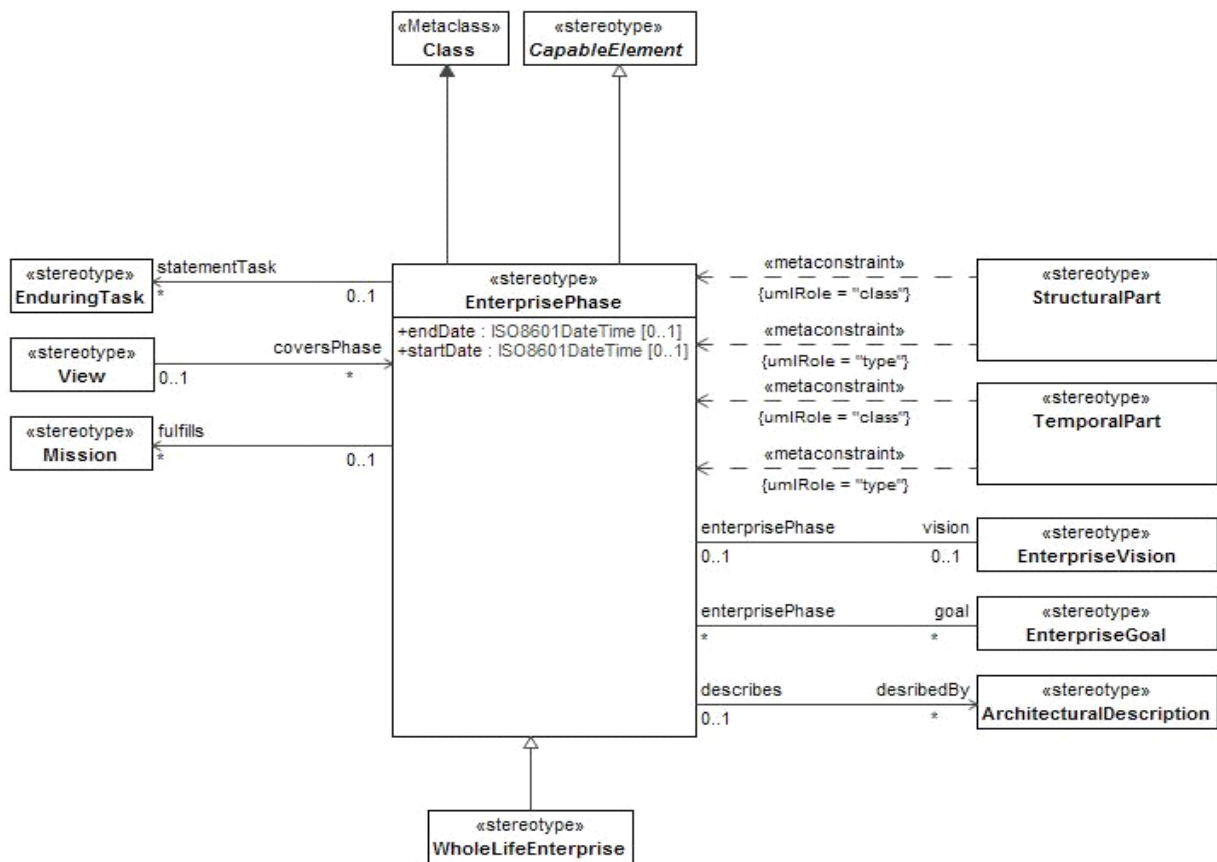 «Metaclass»
Class
«stereotype»
CapableElement
«stereotype»
EnduringTask
statementTask
*
0..1
«stereotype»
View
coversPhase
0..1
*
«stereotype»
Mission
fulfills
*
0..1
«stereotype»
EnterprisePhase
+endDate : ISO8601DateTime [0..1]
+startDate : ISO8601DateTime [0..1]
«metaconstraint»
{umlRole = "class"}
«metaconstraint»
{umlRole = "type"}
«stereotype»
StructuralPart
«metaconstraint»
{umlRole = "class"}
«metaconstraint»
{umlRole = "type"}
«stereotype»
TemporalPart
enterprisePhase
vision
0..1
0..1
«stereotype»
EnterpriseVision
enterprisePhase
goal
*
*
«stereotype»
EnterpriseGoal
describes
desribedBy
0..1
*
«stereotype»
ArchitecturalDescription
«stereotype»
WholeLifeEnterprise